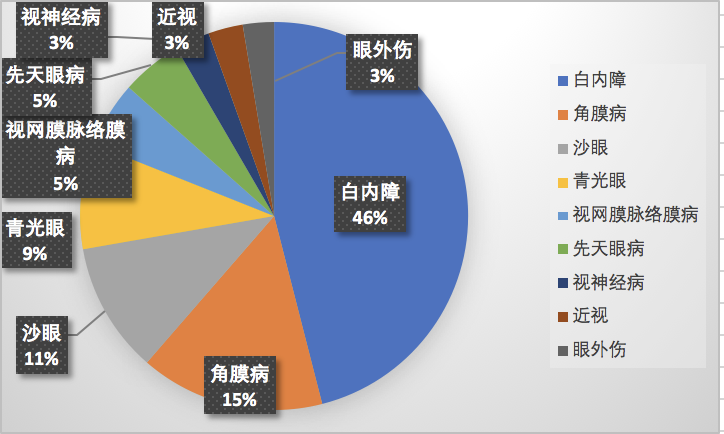 视神经病
3%
近视
3%
眼外伤
3%
先天眼病
5%
视网膜脉络膜
病
5%
白内障
46%
青光眼
9%
沙眼
11%
角膜病
15%
白内障
角膜病
沙眼
青光眼
视网膜脉络膜病
先天眼病
视神经病
近视
眼外伤